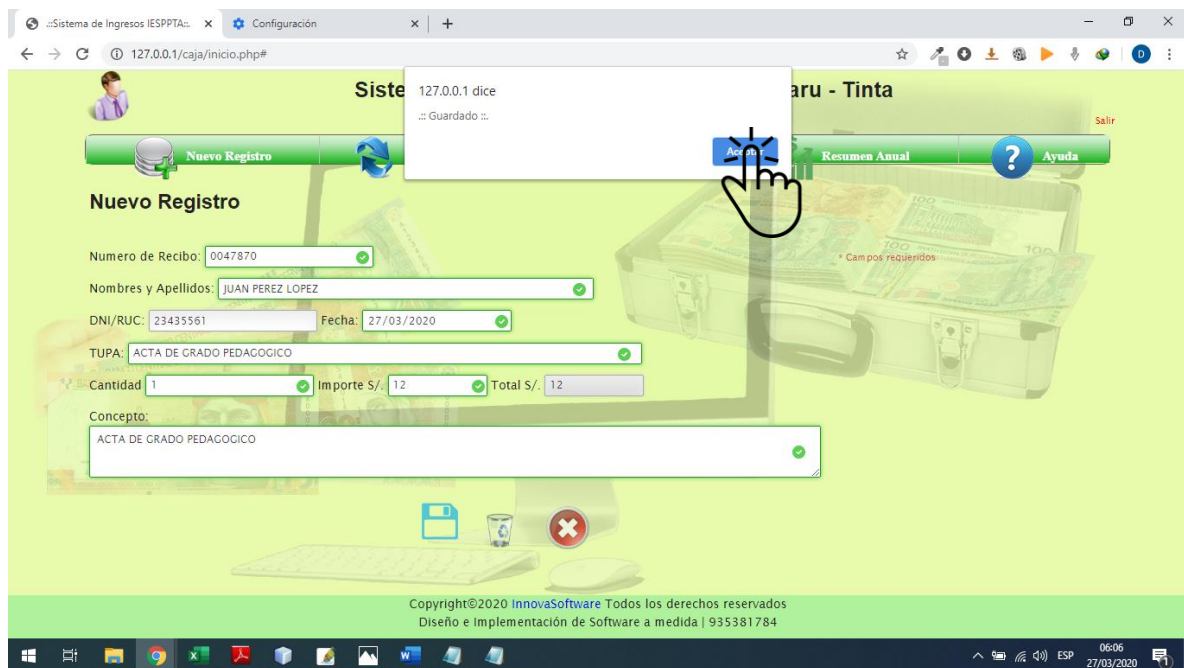 .::Sistema de Ingresos IESPPTA::.
Configuración
127.0.0.1/caja/inicio.php#
D
Siste
aru - Tinta
127.0.0.1 dice
.:: Guardado ::.
Aceptar
Salir
Nuevo Registro
Resumen Anual
? Ayuda
Nuevo Registro
Numero de Recibo: 0047870
* Campos requeridos
Nombres y Apellidos: JUAN PEREZ LOPEZ
DNI/RUC: 23435561 Fecha: 27/03/2020
TUPA: ACTA DE GRADO PEDAGOGICO
Cantidad 1 Importe S/. 12 Total S/. 12
Concepto:
ACTA DE GRADO PEDAGOGICO
Copyright©2020 InnovaSoftware Todos los derechos reservados
Diseño e Implementación de Software a medida | 935381784
ESP
06:06
27/03/2020